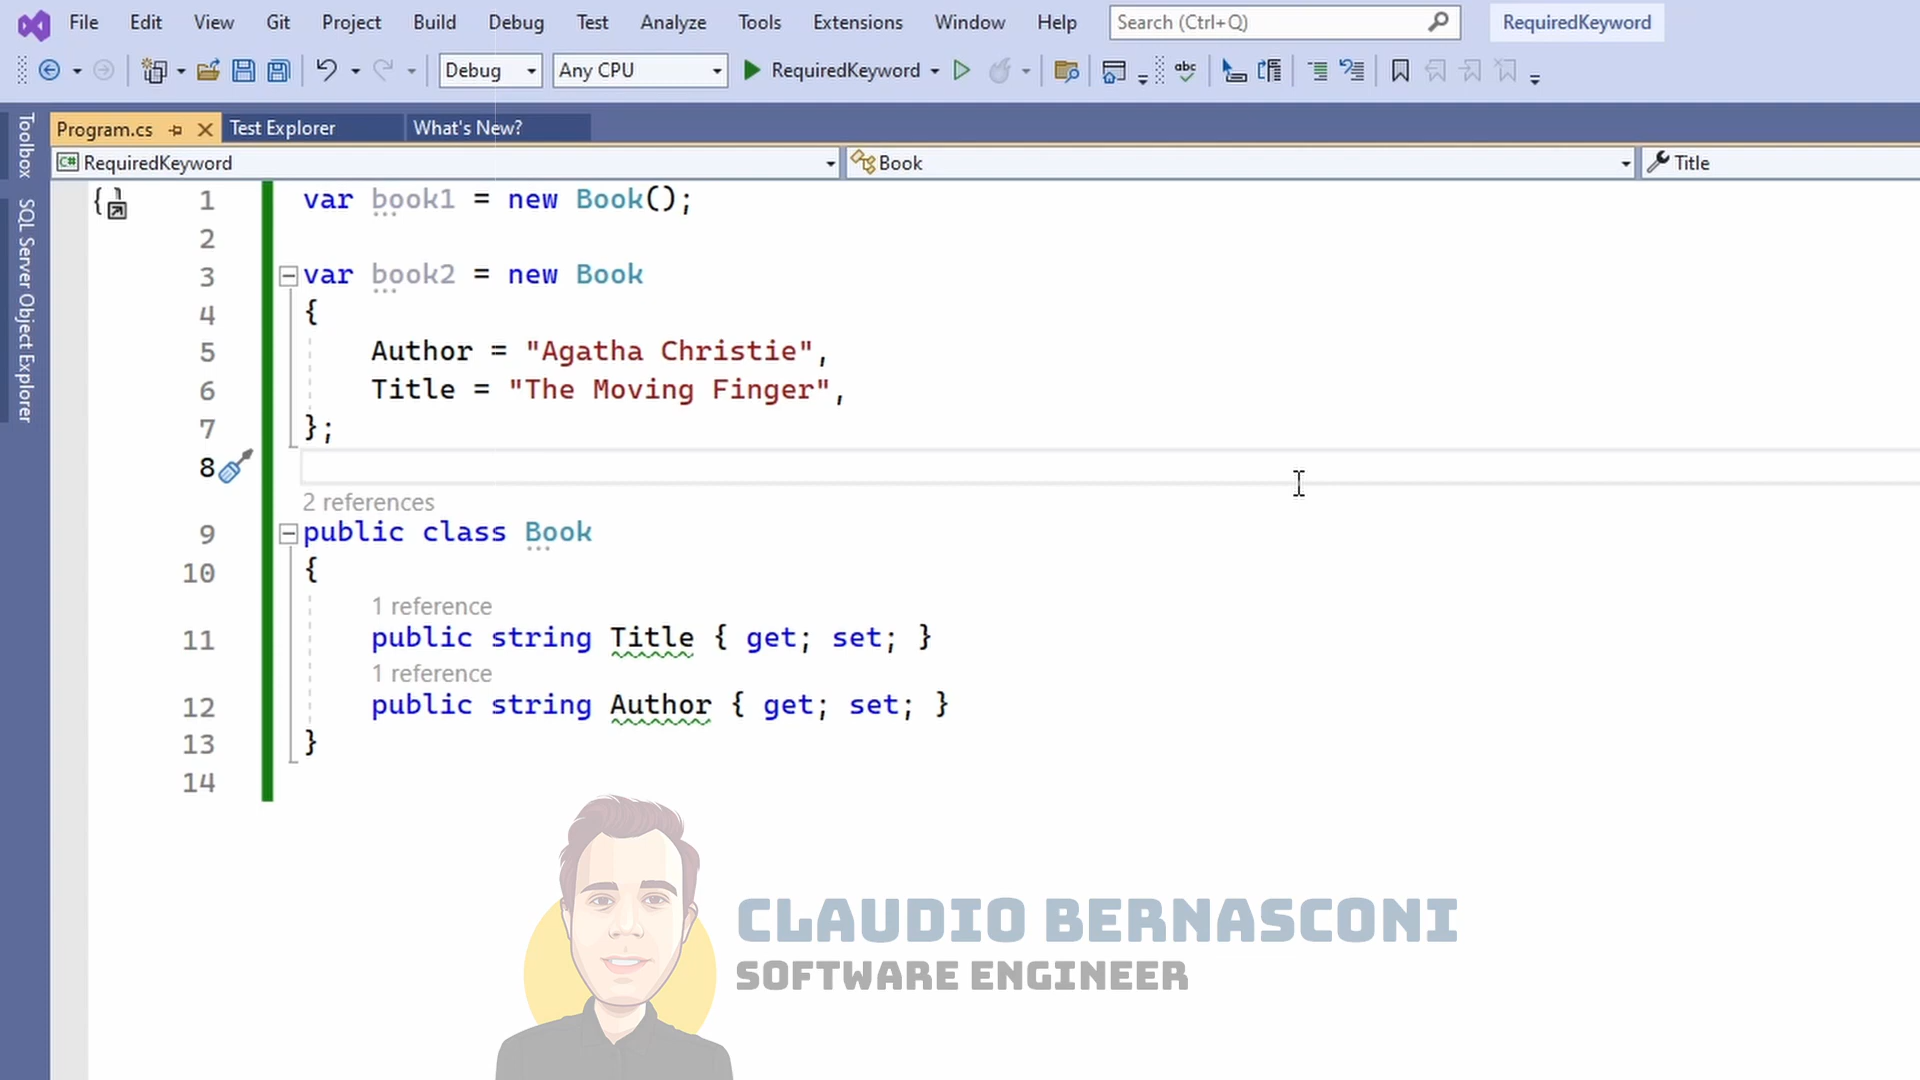 File Edit View Git Project Build Debug Test Analyze Tools Extensions Window Help Search (Ctrl+Q) RequiredKeyword
Debug Any CPU RequiredKeyword abc
Program.cs Test Explorer What's New?
C# RequiredKeyword Book Title
Toolbox
SQL Server Object Explorer
1 var book1 = new Book();
2
3 var book2 = new Book
4 {
5 Author = "Agatha Christie",
6 Title = "The Moving Finger",
7 };
8
2 references
9 public class Book
10 {
1 reference
11 public string Title { get; set; }
1 reference
12 public string Author { get; set; }
13 }
14
CLAUDIO BERNASCONI
SOFTWARE ENGINEER